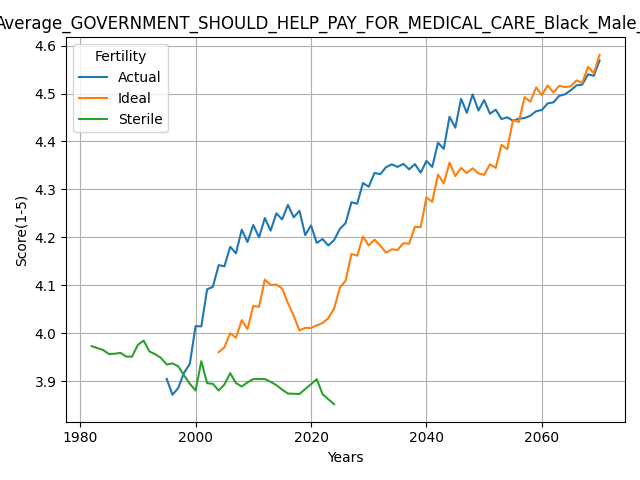 Average_GOVERNMENT_SHOULD_HELP_PAY_FOR_MEDICAL_CARE_Black_Male_
Fertility
Actual
Ideal
Sterile
Score(1-5)
4.6
4.5
4.4
4.3
4.2
4.1
4.0
3.9
1980 2000 2020 2040 2060
Years